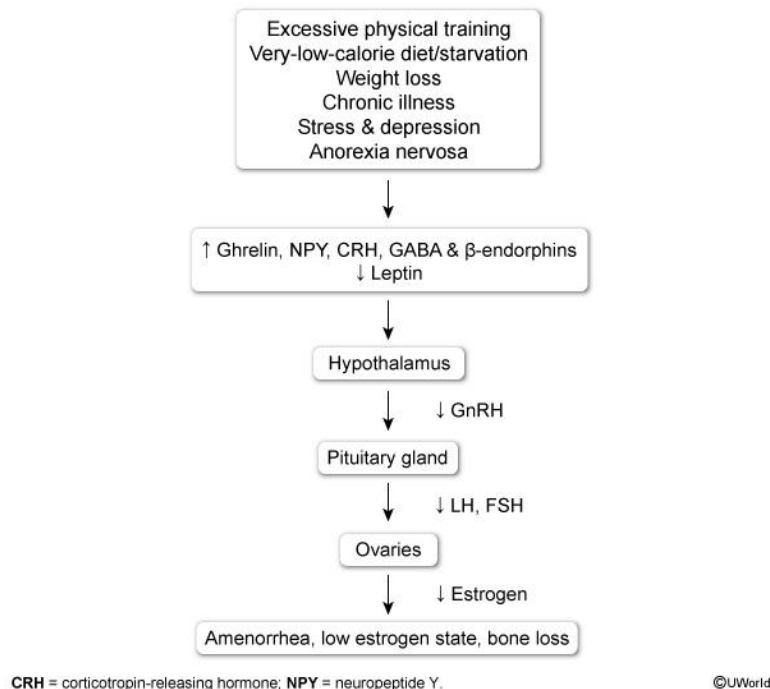 Excessive physical training
Very-low-calorie diet/starvation
Weight loss
Chronic illness
Stress & depression
Anorexia nervosa
↑ Ghrelin, NPY, CRH, GABA & β-endorphins
↓ Leptin
Hypothalamus
↓ GnRH
Pituitary gland
↓ LH, FSH
Ovaries
↓ Estrogen
Amenorrhea, low estrogen state, bone loss
CRH = corticotropin-releasing hormone; NPY = neuropeptide Y.
©UWorld